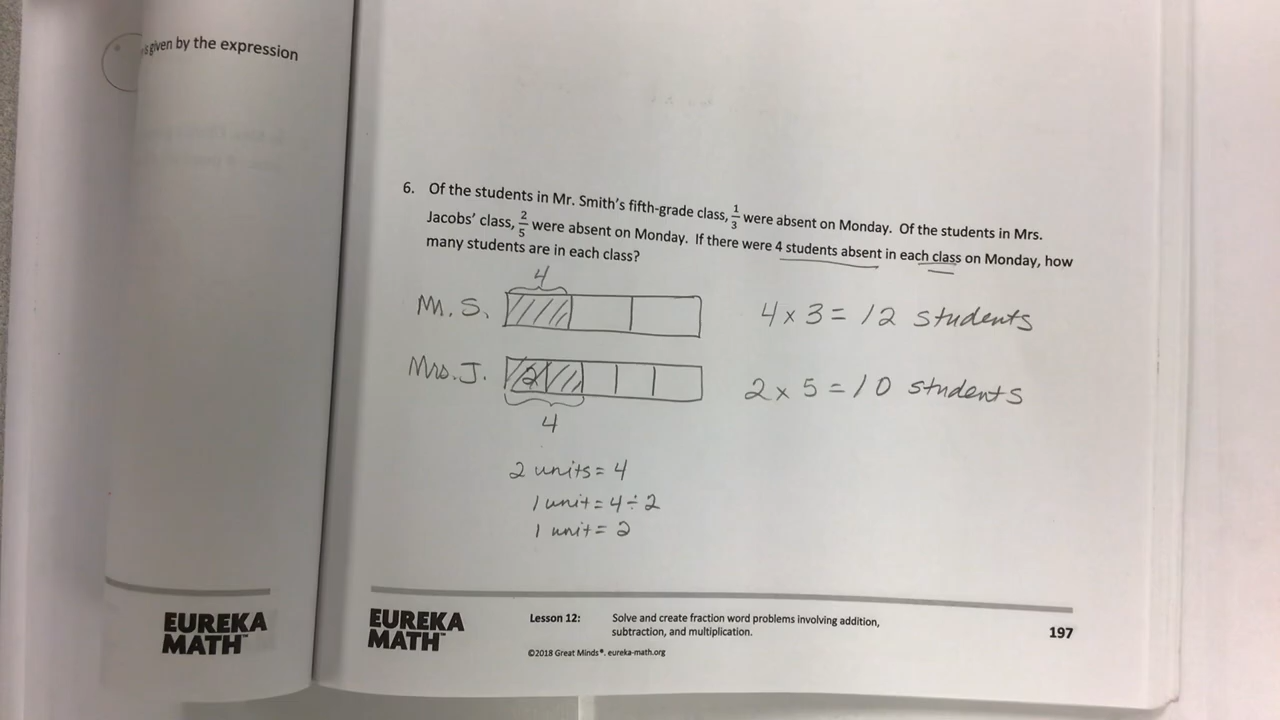 is given by the expression
6. Of the students in Mr. Smith's fifth-grade class, 1/3 were absent on Monday. Of the students in Mrs.
Jacobs' class, 2/5 were absent on Monday. If there were 4 students absent in each class on Monday, how
many students are in each class?
4
M. S. 4 x 3 = 12 students
Mrs. J. 2 2 x 5 = 10 students
4
2 units = 4
1 unit = 4 ÷ 2
1 unit = 2
EUREKA
MATH™
EUREKA
MATH™
Lesson 12: Solve and create fraction word problems involving addition,
subtraction, and multiplication.
197
©2018 Great Minds®. eureka-math.org